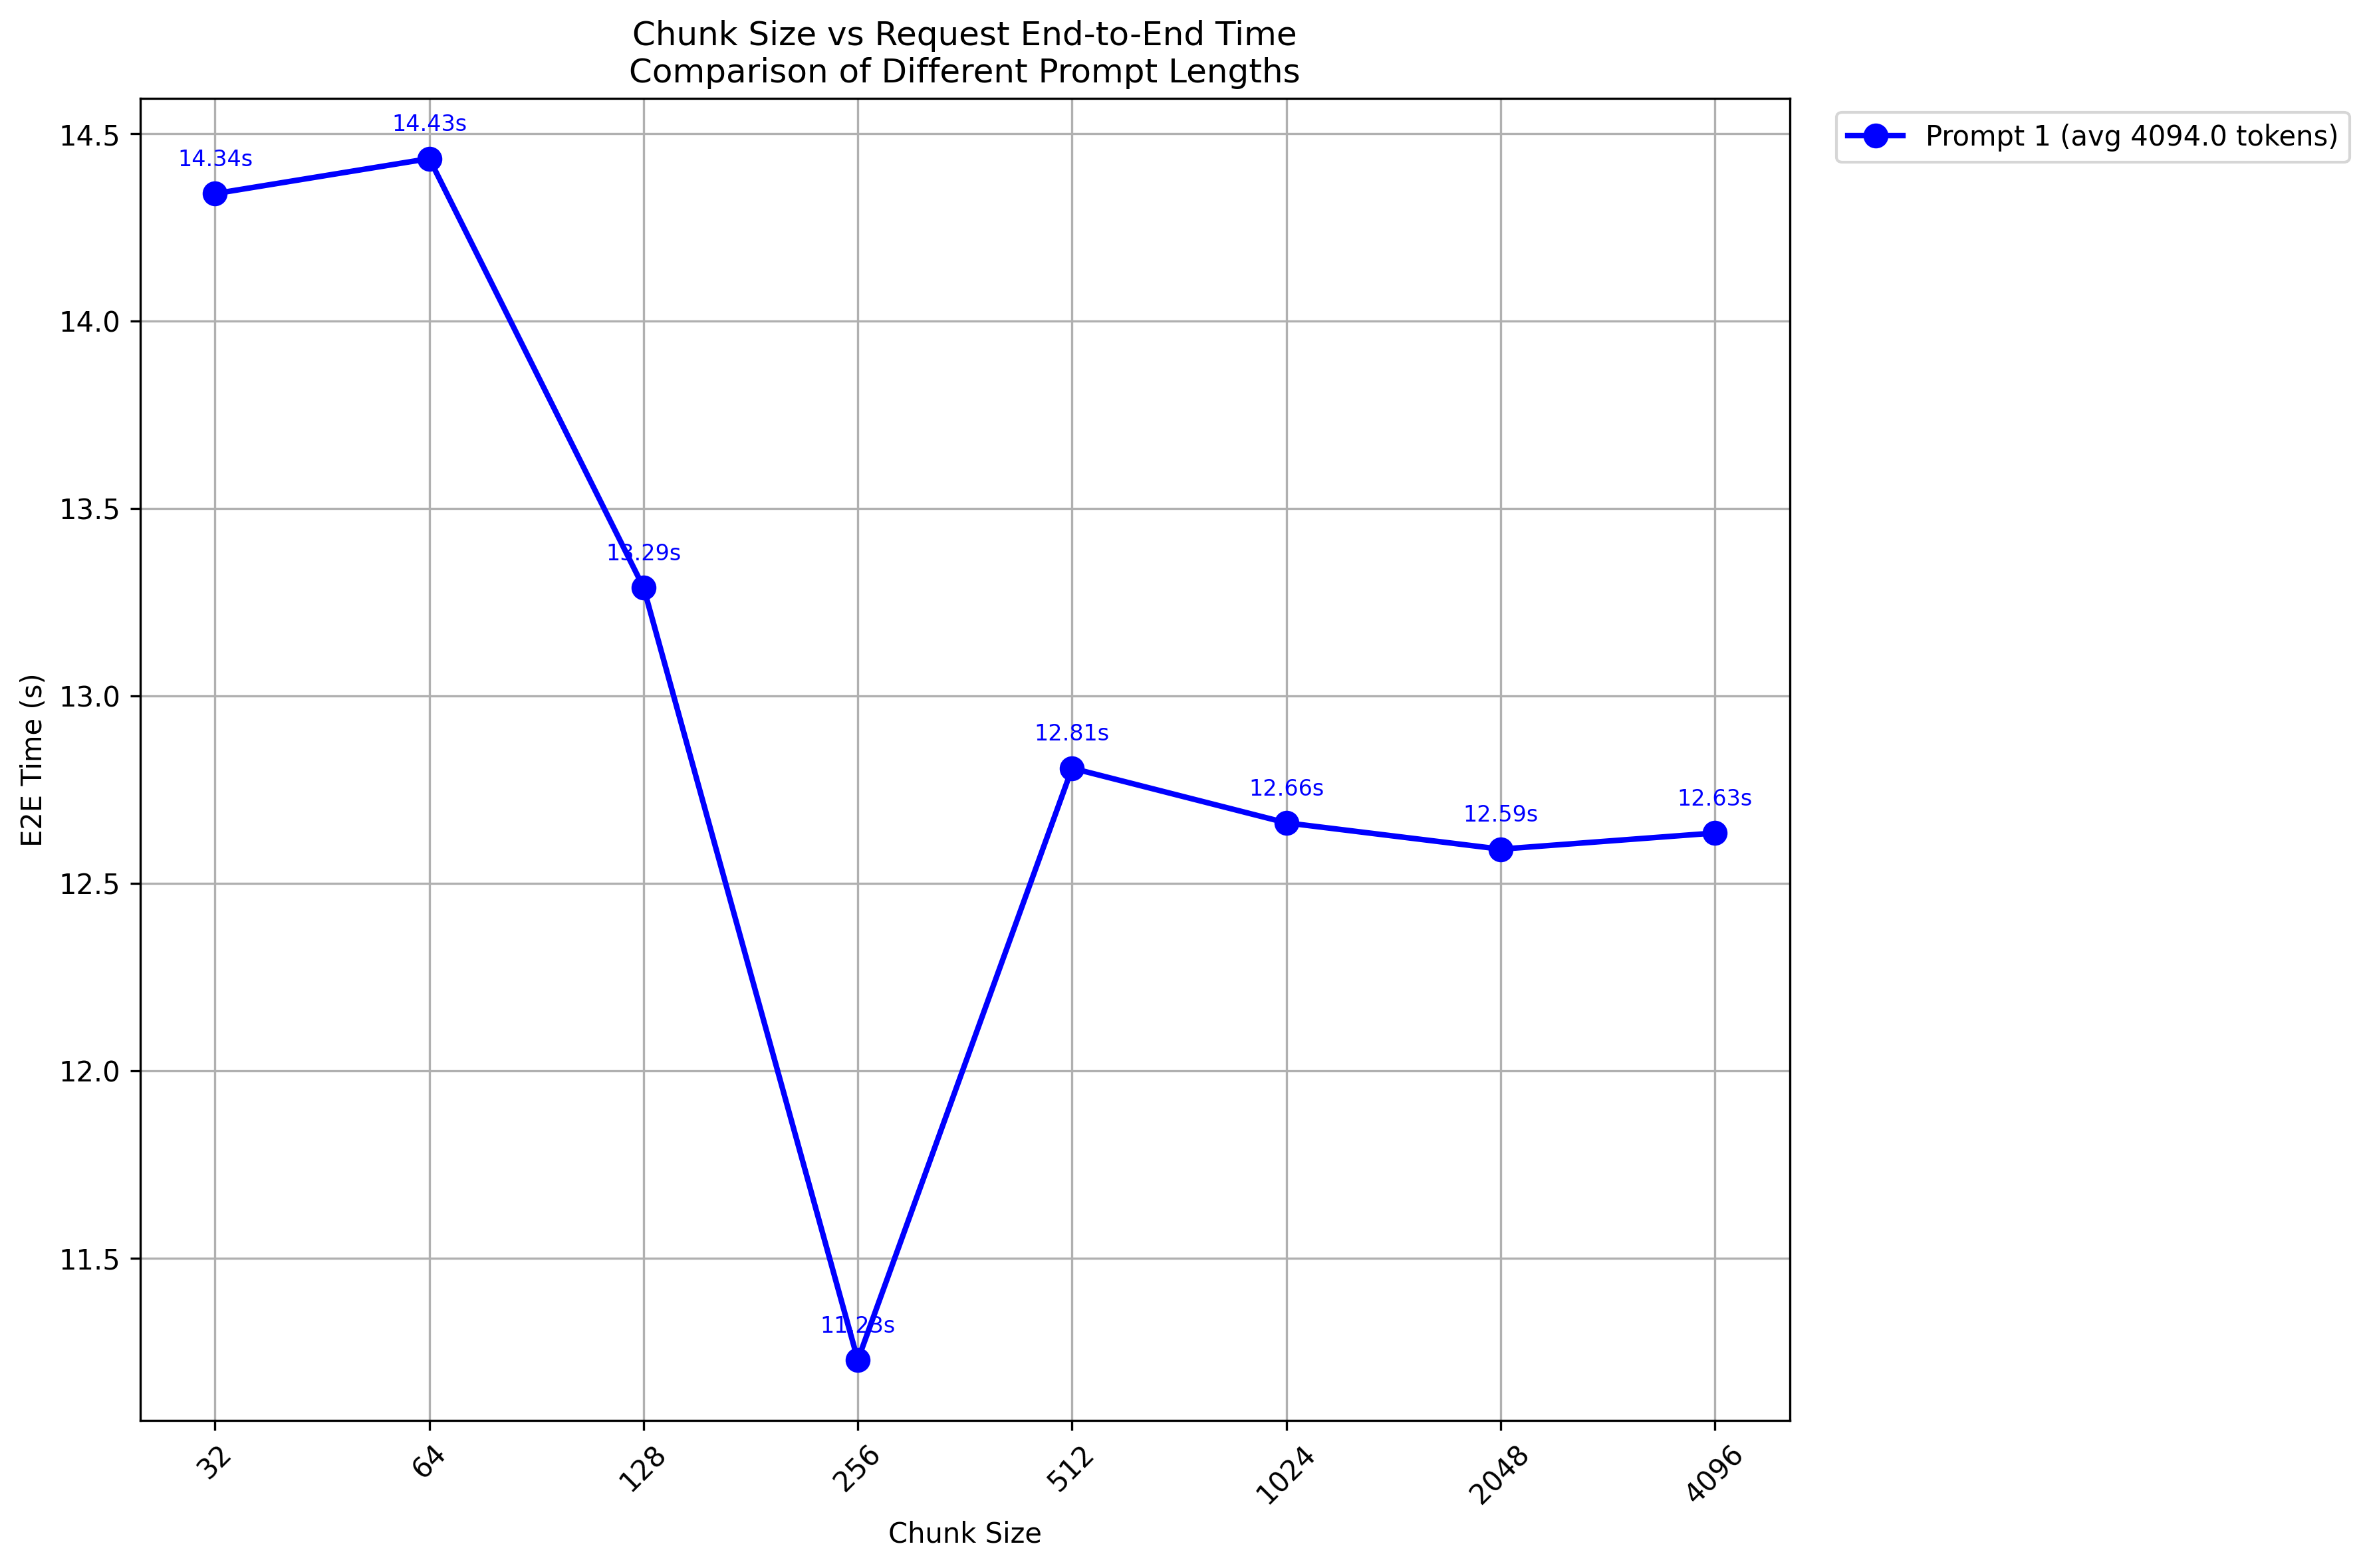 Chunk Size vs Request End-to-End Time
Comparison of Different Prompt Lengths
Prompt 1 (avg 4094.0 tokens)
E2E Time (s)
14.5
14.0
13.5
13.0
12.5
12.0
11.5
14.34s
14.43s
13.29s
11.23s
12.81s
12.66s
12.59s
12.63s
32
64
128
256
512
1024
2048
4096
Chunk Size